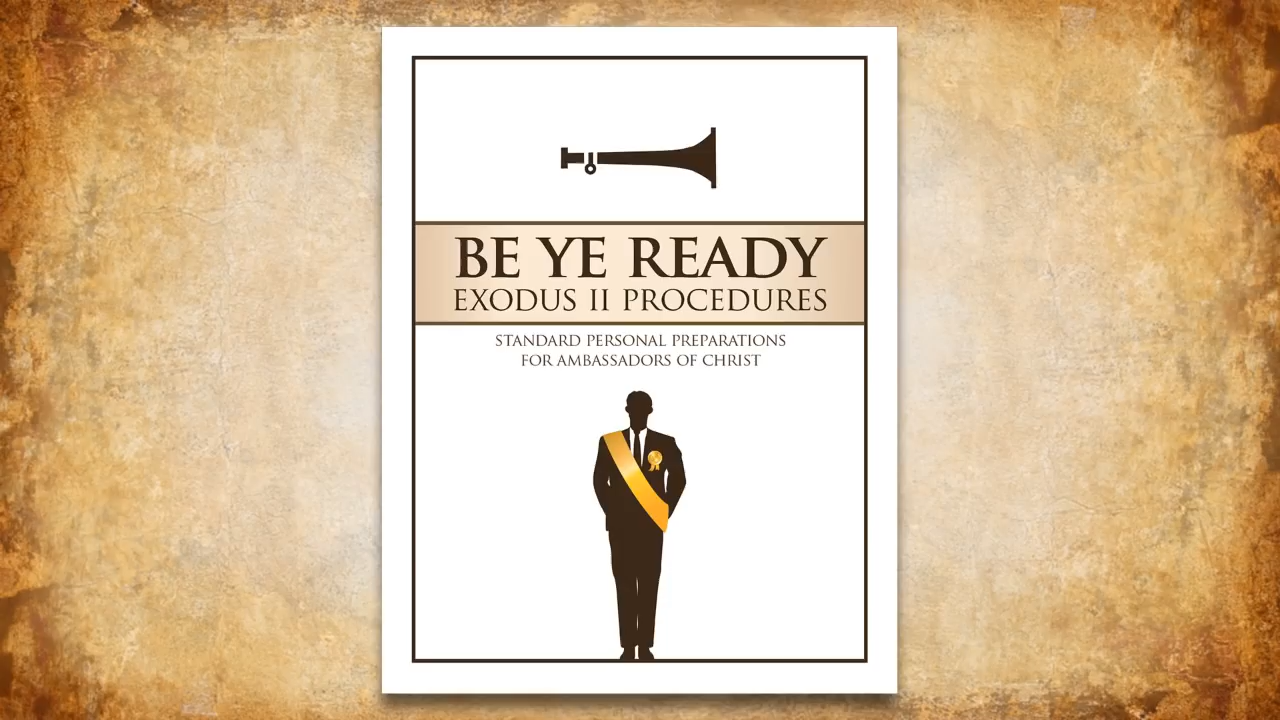 BE YE READY
EXODUS II PROCEDURES
STANDARD PERSONAL PREPARATIONS
FOR AMBASSADORS OF CHRIST